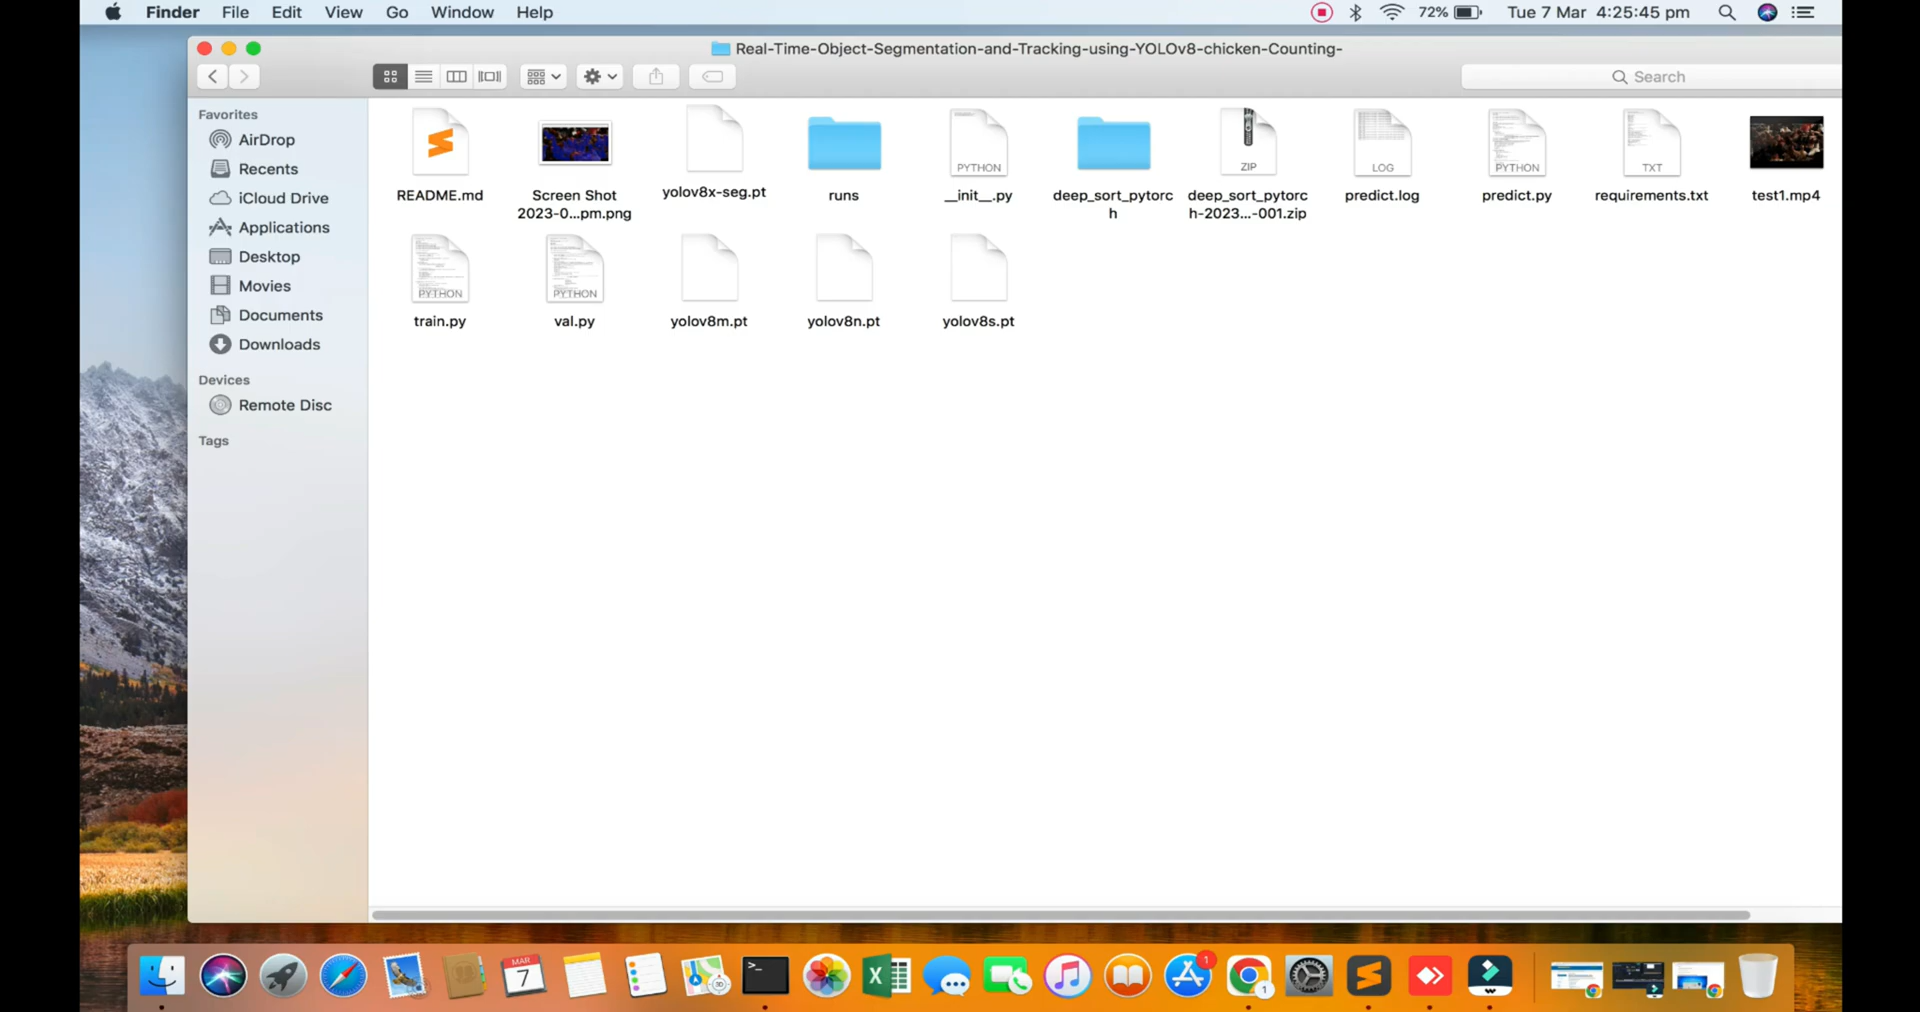 Finder File Edit View Go Window Help 72% Tue 7 Mar 4:25:45 pm
Real-Time-Object-Segmentation-and-Tracking-using-YOLOv8-chicken-Counting-
Search
Favorites
AirDrop
Recents
iCloud Drive
Applications
Desktop
Movies
Documents
Downloads
Devices
Remote Disc
Tags
PYTHON ZIP LOG PYTHON TXT
README.md Screen Shot yolov8x-seg.pt runs __init__.py deep_sort_pytorc deep_sort_pytorc predict.log predict.py requirements.txt test1.mp4
2023-0...pm.png h h-2023...-001.zip
PYTHON PYTHON
train.py val.py yolov8m.pt yolov8n.pt yolov8s.pt
MAR
7
3D
>_
X
1
1